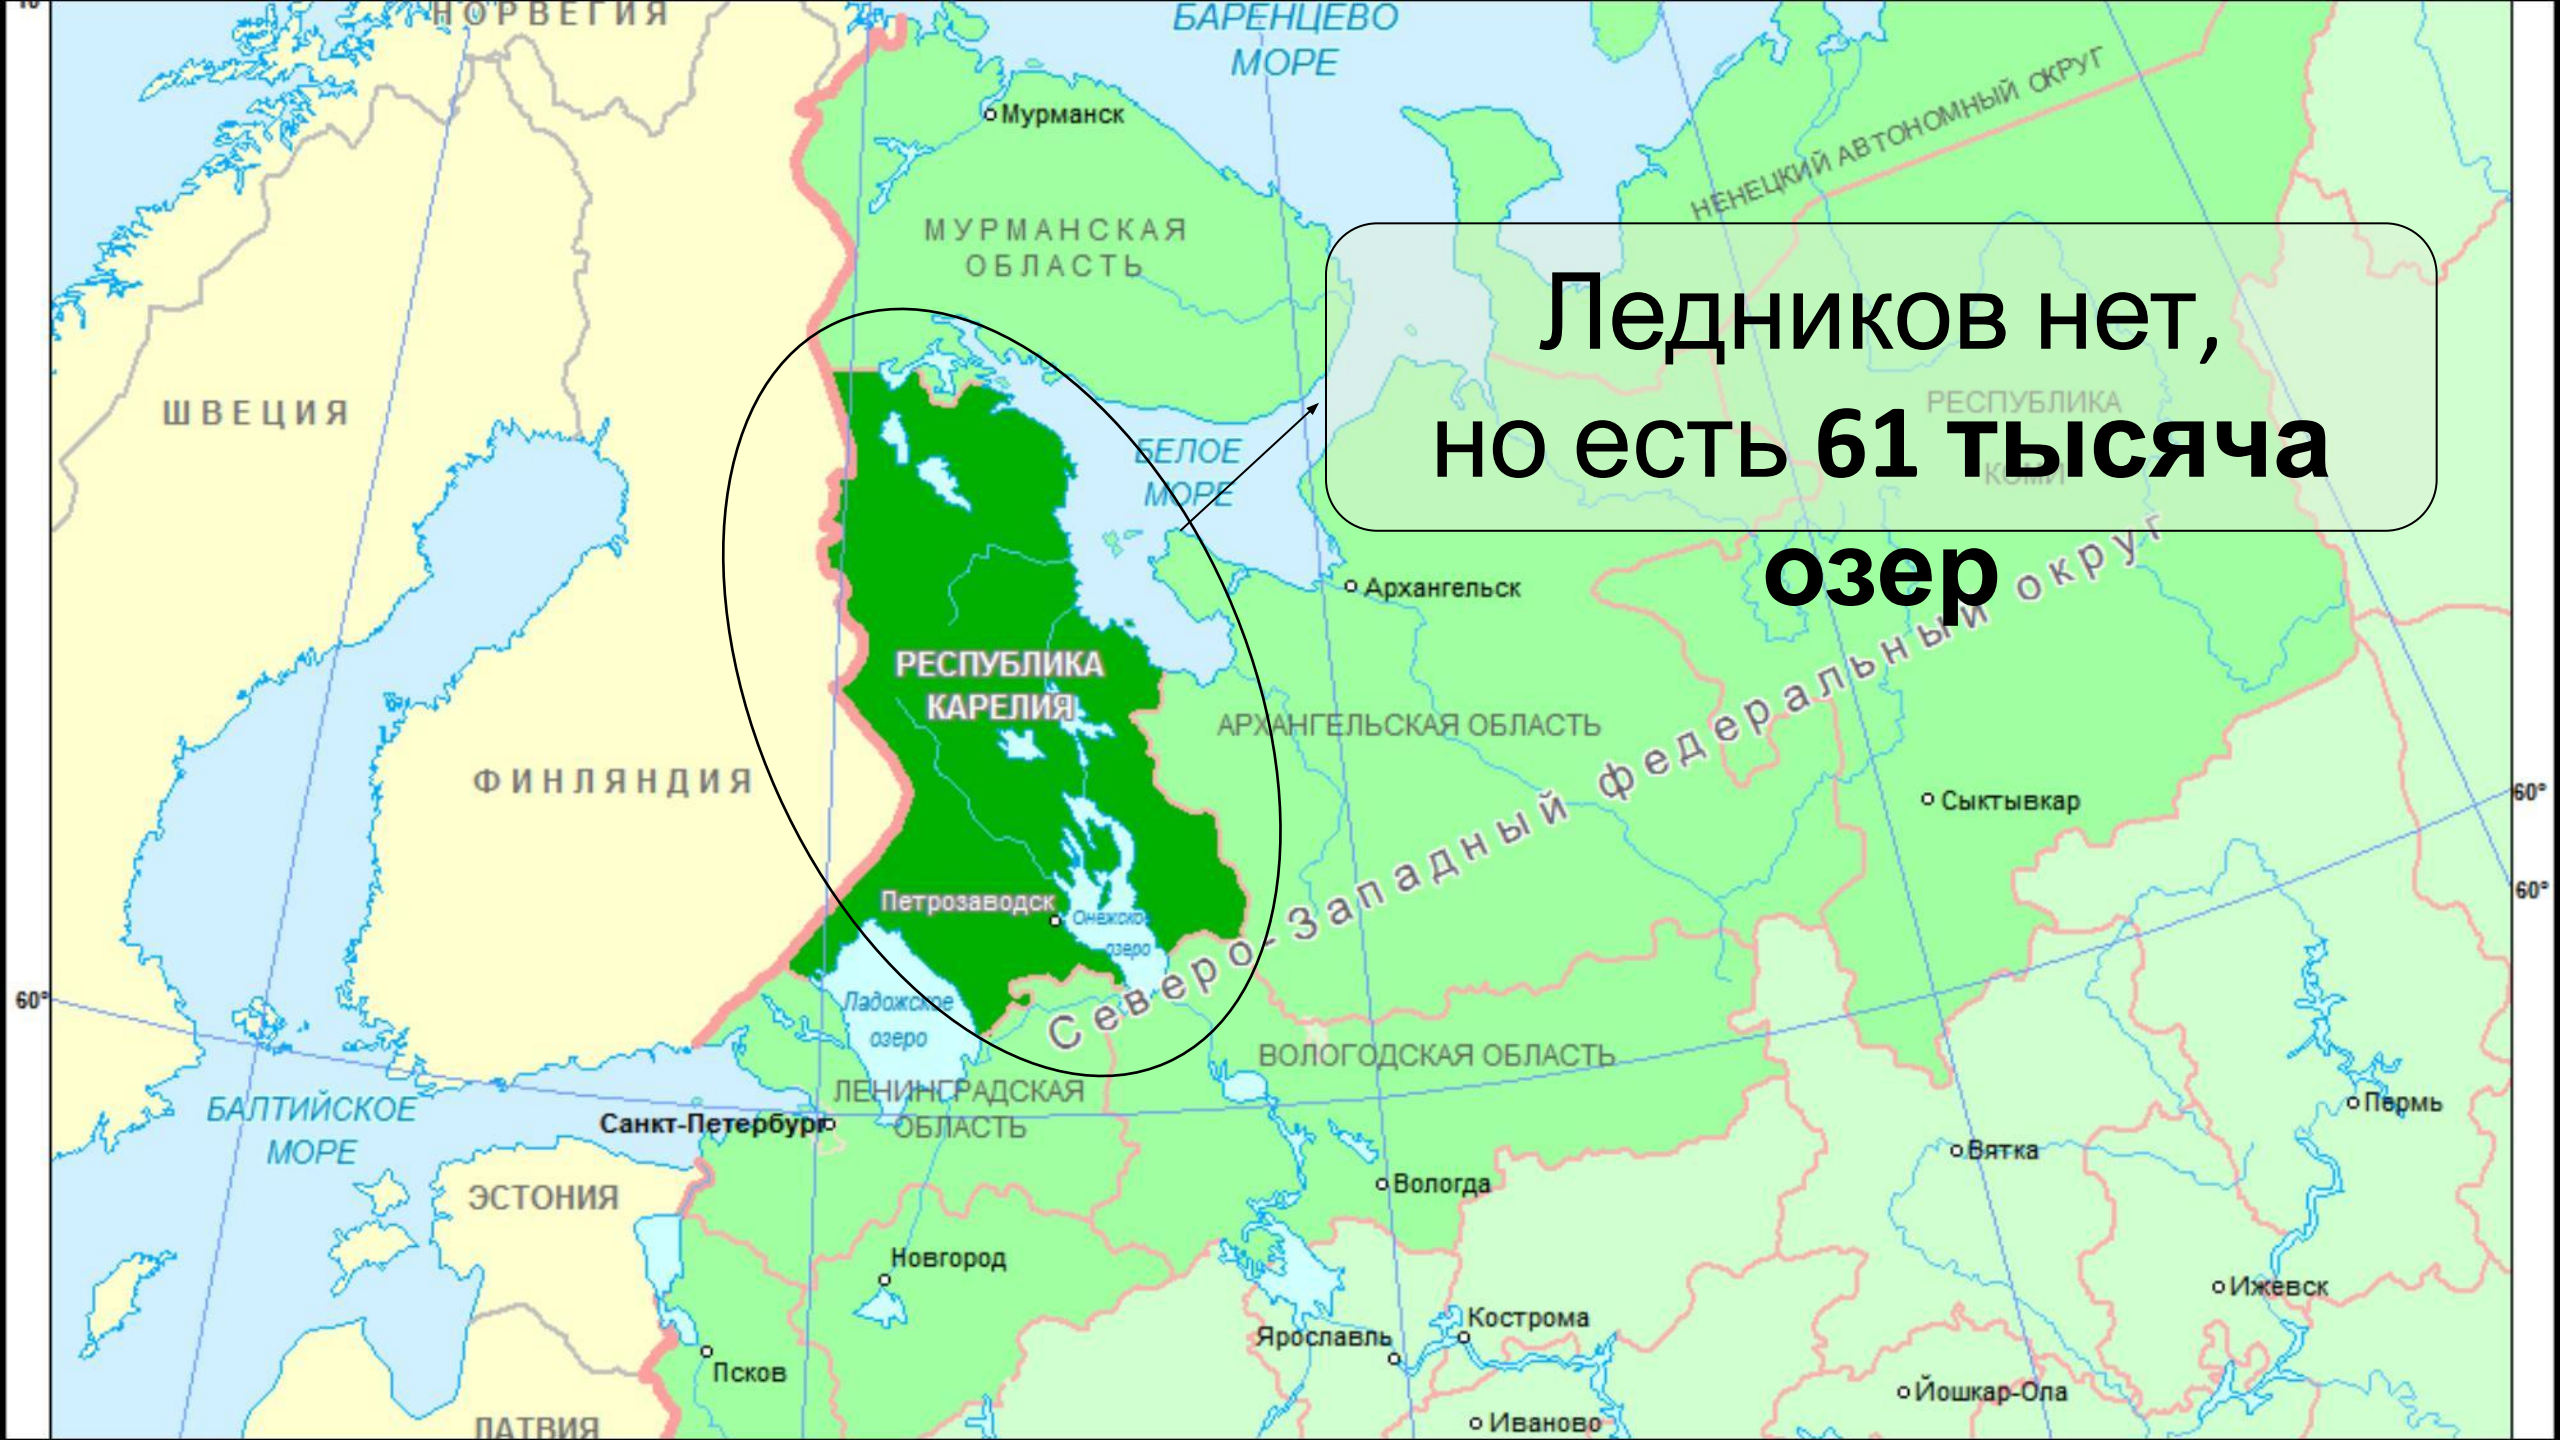 НОРВЕГИЯ
БАРЕНЦЕВО
МОРЕ
НЕНЕЦКИЙ АВТОНОМНЫЙ ОКРУГ
Мурманск
МУРМАНСКАЯ
ОБЛАСТЬ
Ледников нет,
но есть 61 тысяча
озер
РЕСПУБЛИКА
КОМИ
ШВЕЦИЯ
БЕЛОЕ
МОРЕ
Архангельск
РЕСПУБЛИКА
КАРЕЛИЯ
АРХАНГЕЛЬСКАЯ ОБЛАСТЬ
ФИНЛЯНДИЯ
Северо-Западный федеральный округ
Сыктывкар
60°
60°
Петрозаводск
Онежско
озеро
60°
Ладожское
озеро
ВОЛОГОДСКАЯ ОБЛАСТЬ
ЛЕНИНГРАДСКАЯ
ОБЛАСТЬ
БАЛТИЙСКОЕ
МОРЕ
Санкт-Петербург
Пермь
Вятка
Вологда
ЭСТОНИЯ
Новгород
Ижевск
Кострома
Ярославль
Псков
Йошкар-Ола
Иваново
ЛАТВИЯ